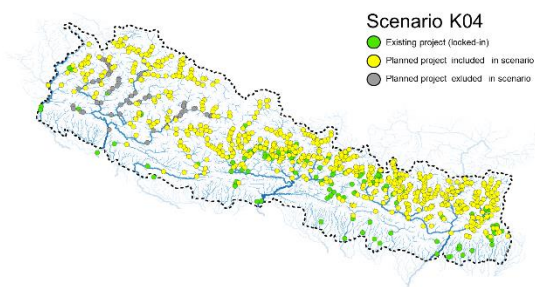 Scenario K04
Existing project (locked-in)
Planned project included in scenario
Planned project exluded in scenario